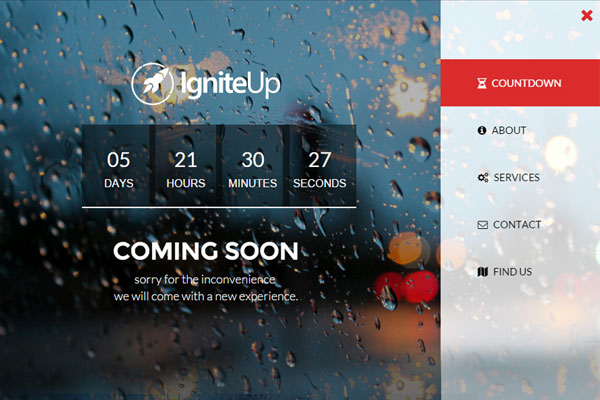 IgniteUp
05 21 30 27
DAYS HOURS MINUTES SECONDS
COMING SOON
sorry for the inconvenience
we will come with a new experience.
COUNTDOWN
ABOUT
SERVICES
CONTACT
FIND US